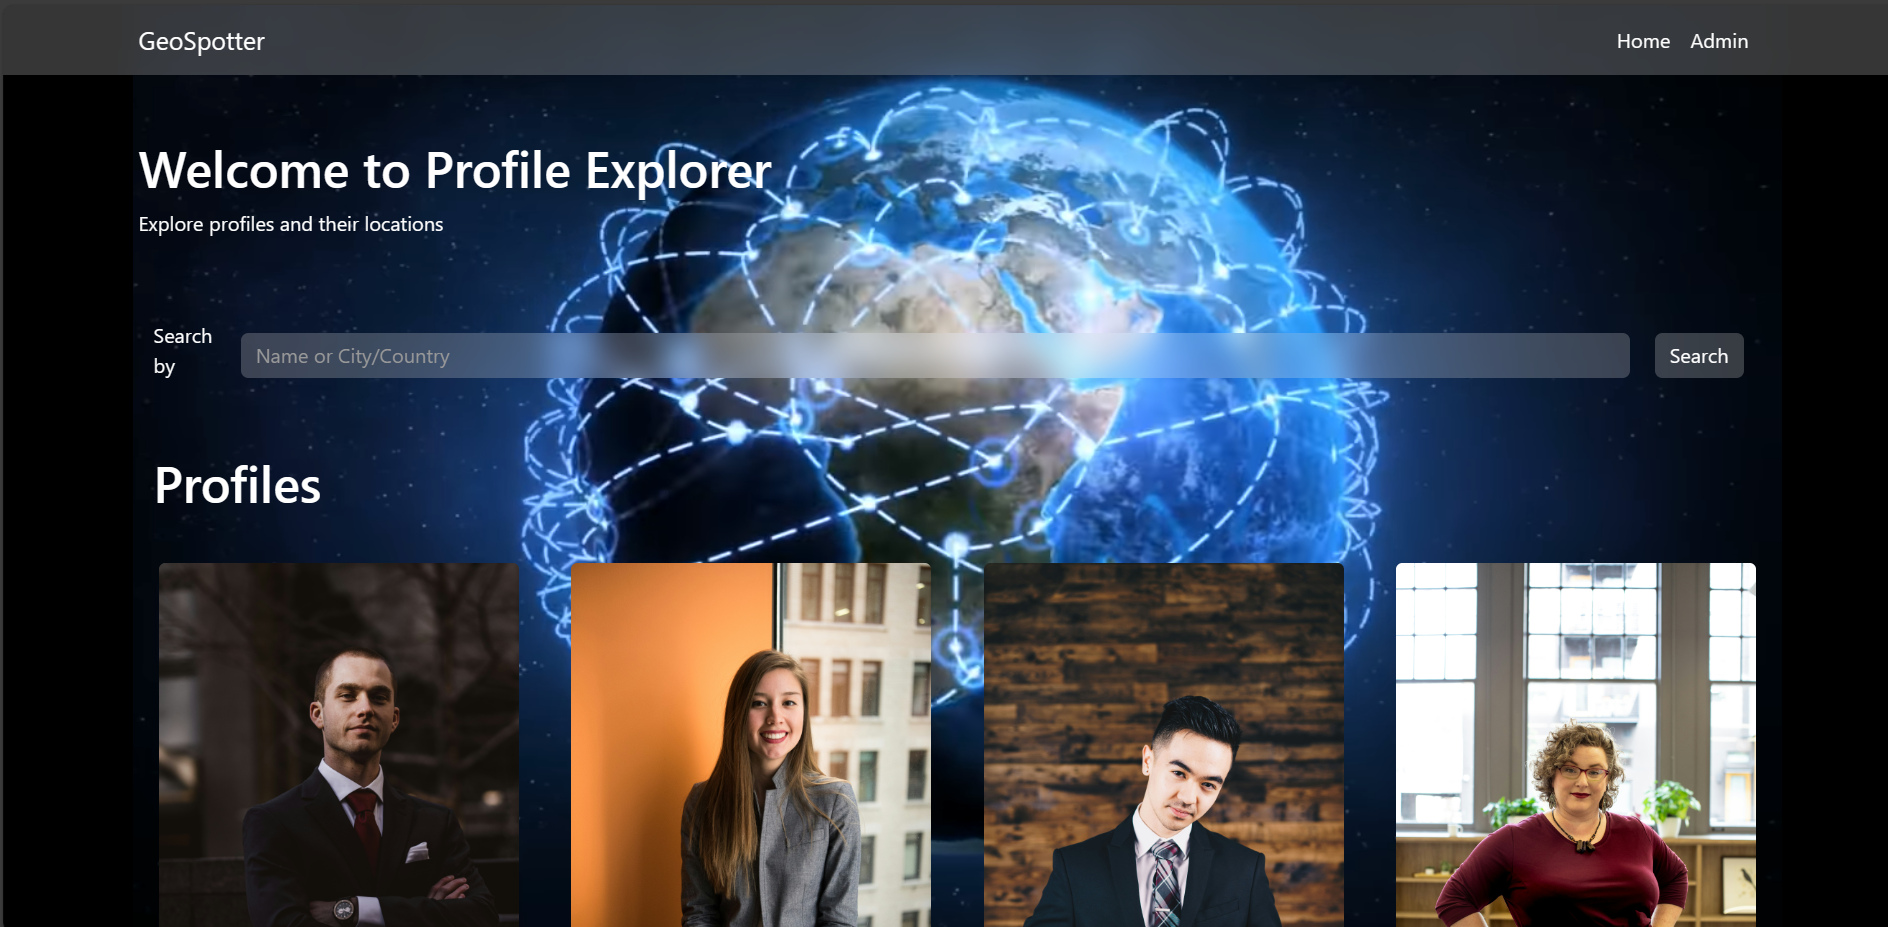 GeoSpotter
Home Admin
Welcome to Profile Explorer
Explore profiles and their locations
Search
by
Name or City/Country
Search
Profiles